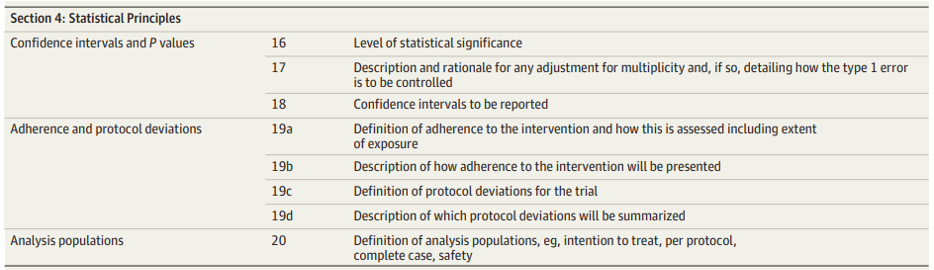 Section 4: Statistical Principles
Confidence intervals and P values 16 Level of statistical significance
17 Description and rationale for any adjustment for multiplicity and, if so, detailing how the type 1 error
is to be controlled
18 Confidence intervals to be reported
Adherence and protocol deviations 19a Definition of adherence to the intervention and how this is assessed including extent
of exposure
19b Description of how adherence to the intervention will be presented
19c Definition of protocol deviations for the trial
19d Description of which protocol deviations will be summarized
Analysis populations 20 Definition of analysis populations, eg, intention to treat, per protocol,
complete case, safety